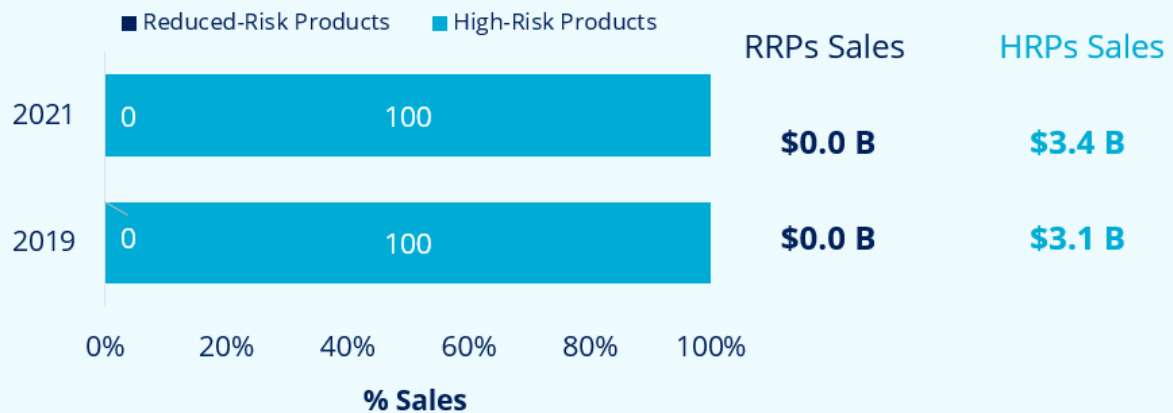 Reduced-Risk Products High-Risk Products
RRPs Sales HRPs Sales
2021 0 100 $0.0 B $3.4 B
2019 0 100 $0.0 B $3.1 B
0% 20% 40% 60% 80% 100%
% Sales